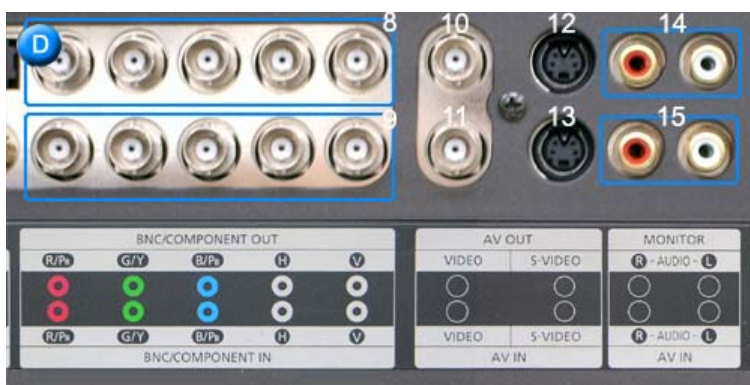 D 8 10 12 14
9 11 13 15
BNC/COMPONENT OUT AV OUT MONITOR
R/PR G/Y B/PB H V VIDEO S-VIDEO R - AUDIO - L
R/PR G/Y B/PB H V VIDEO S-VIDEO R - AUDIO - L
BNC/COMPONENT IN AV IN AV IN